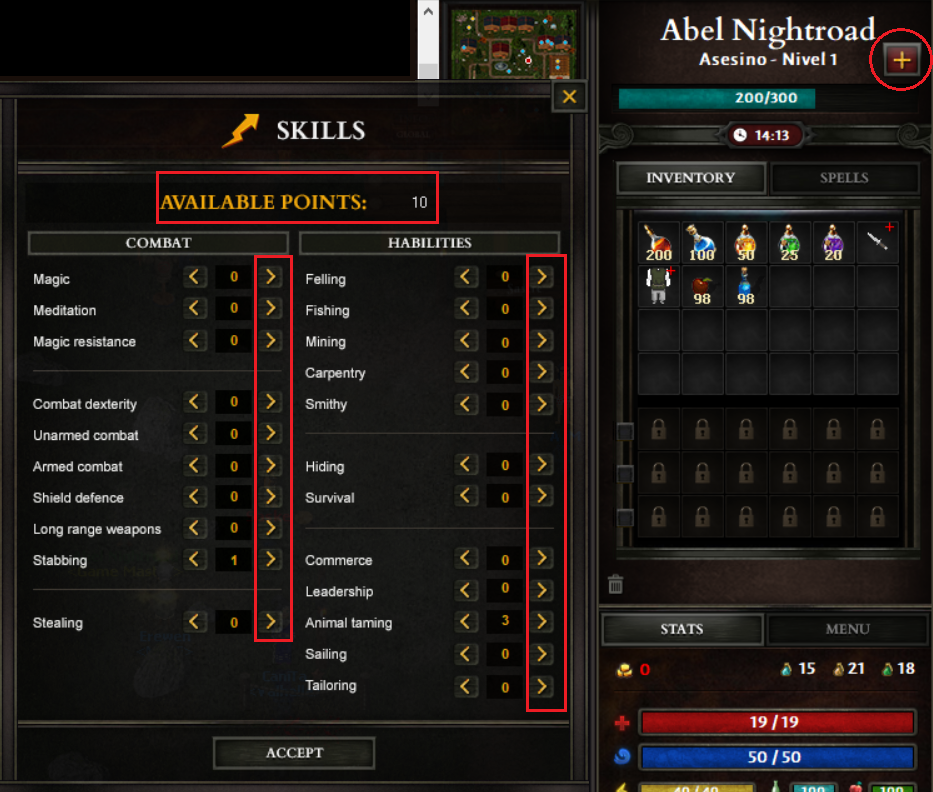 Abel Nightroad
Asesino - Nivel 1
200/300
14:13
INVENTORY
SPELLS
200
100
50
25
20
98
98
SKILLS
AVAILABLE POINTS: 10
COMBAT
Magic 0
Meditation 0
Magic resistance 0
Combat dexterity 0
Unarmed combat 0
Armed combat 0
Shield defence 0
Long range weapons 0
Stabbing 1
Stealing 0
HABILITIES
Felling 0
Fishing 0
Mining 0
Carpentry 0
Smithy 0
Hiding 0
Survival 0
Commerce 0
Leadership 0
Animal taming 3
Sailing 0
Tailoring 0
ACCEPT
STATS
MENU
0
15
21
18
19 / 19
50 / 50
40 / 40
100
100